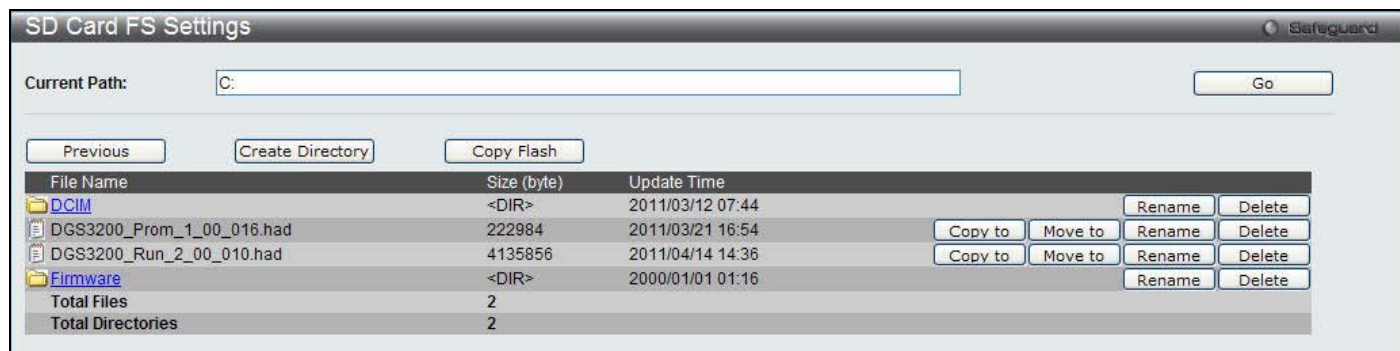 SD Card FS Settings Safeguard
Current Path: C: Go
Previous Create Directory Copy Flash
File Name Size (byte) Update Time
DCIM <DIR> 2011/03/12 07:44 Rename Delete
DGS3200_Prom_1_00_016.had 222984 2011/03/21 16:54 Copy to Move to Rename Delete
DGS3200_Run_2_00_010.had 4135856 2011/04/14 14:36 Copy to Move to Rename Delete
Firmware <DIR> 2000/01/01 01:16 Rename Delete
Total Files 2
Total Directories 2